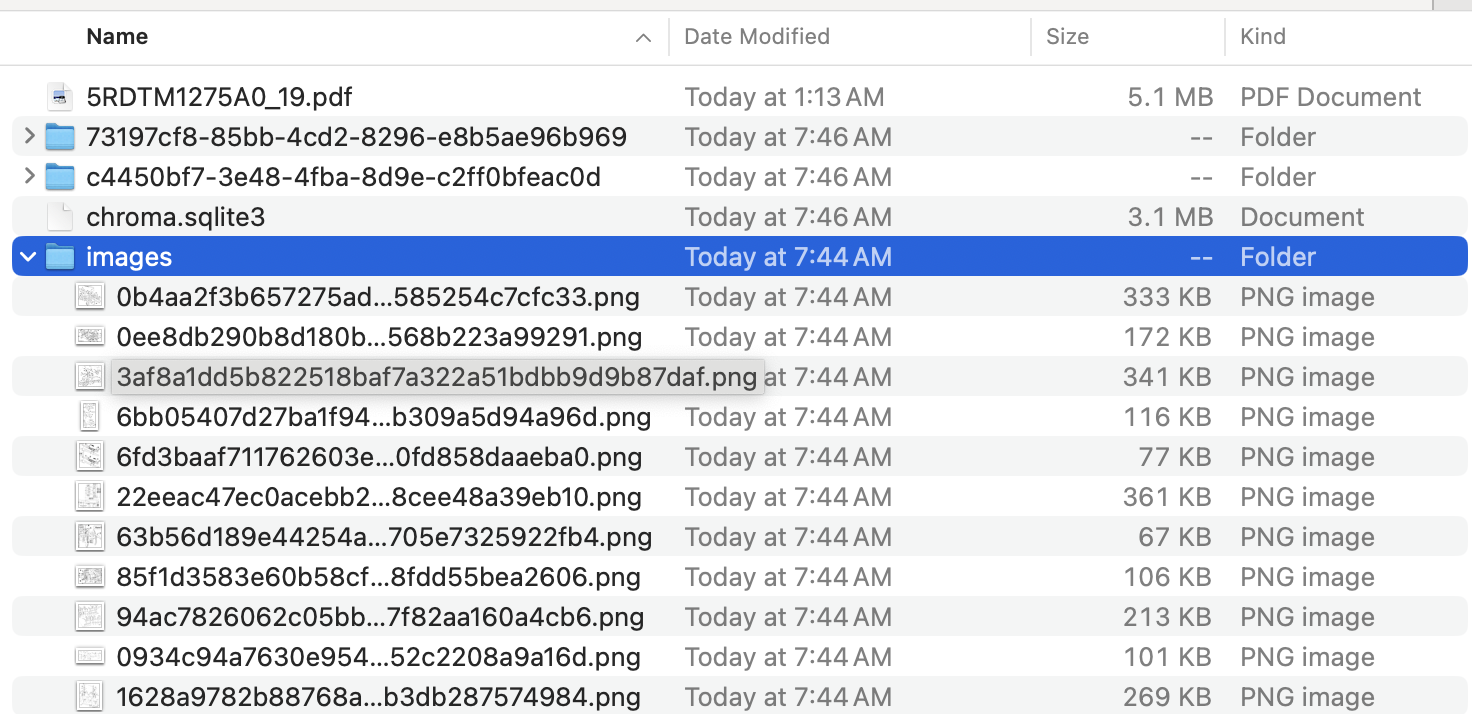 Name Date Modified Size Kind
5RDTM1275A0_19.pdf Today at 1:13 AM 5.1 MB PDF Document
73197cf8-85bb-4cd2-8296-e8b5ae96b969 Today at 7:46 AM -- Folder
c4450bf7-3e48-4fba-8d9e-c2ff0bfeac0d Today at 7:46 AM -- Folder
chroma.sqlite3 Today at 7:46 AM 3.1 MB Document
images Today at 7:44 AM -- Folder
0b4aa2f3b657275ad...585254c7cfc33.png Today at 7:44 AM 333 KB PNG image
0ee8db290b8d180b...568b223a99291.png Today at 7:44 AM 172 KB PNG image
3af8a1dd5b822518baf7a322a51bdbb9d9b87daf.png at 7:44 AM 341 KB PNG image
6bb05407d27ba1f94...b309a5d94a96d.png Today at 7:44 AM 116 KB PNG image
6fd3baaf711762603e...0fd858daaeba0.png Today at 7:44 AM 77 KB PNG image
22eeac47ec0acebb2...8cee48a39eb10.png Today at 7:44 AM 361 KB PNG image
63b56d189e44254a...705e7325922fb4.png Today at 7:44 AM 67 KB PNG image
85f1d3583e60b58cf...8fdd55bea2606.png Today at 7:44 AM 106 KB PNG image
94ac7826062c05bb...7f82aa160a4cb6.png Today at 7:44 AM 213 KB PNG image
0934c94a7630e954...52c2208a9a16d.png Today at 7:44 AM 101 KB PNG image
1628a9782b88768a...b3db287574984.png Today at 7:44 AM 269 KB PNG image